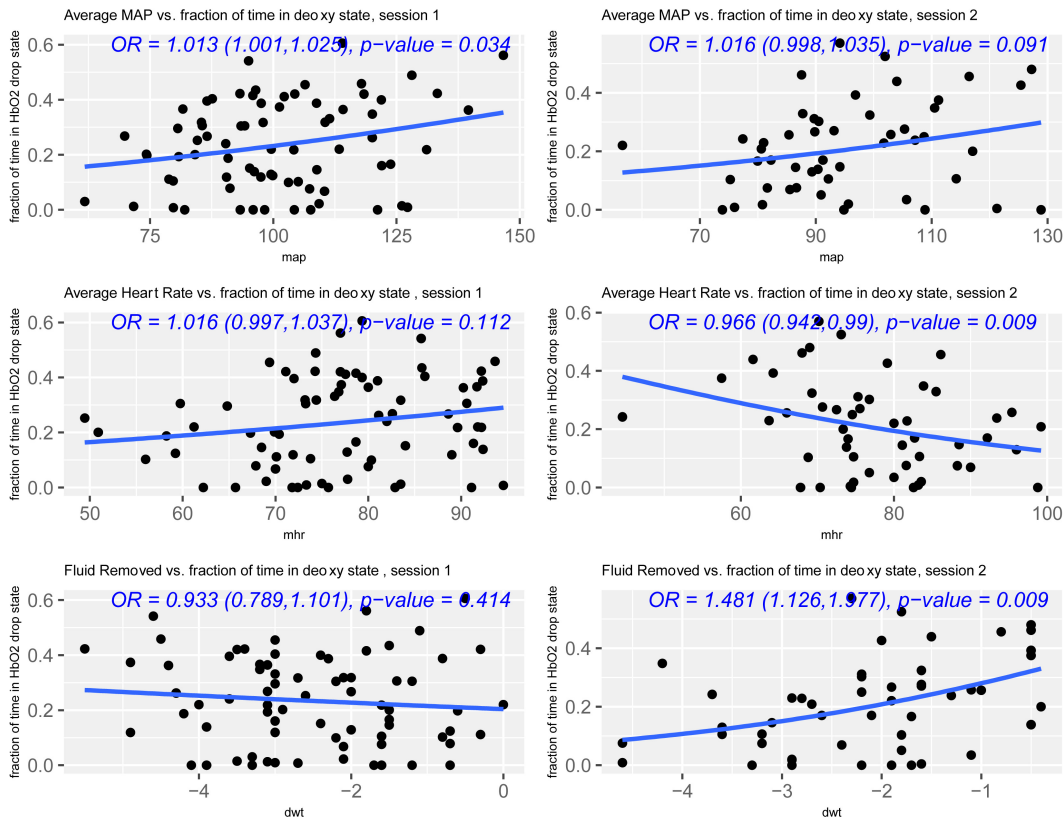 Average MAP vs. fraction of time in deoxy state, session 1
OR = 1.013 (1.001,1.025), p−value = 0.034
fraction of time in HbO2 drop state
0.6
0.4
0.2
0.0
75 100 125 150
map
Average MAP vs. fraction of time in deoxy state, session 2
OR = 1.016 (0.998,1.035), p−value = 0.091
fraction of time in HbO2 drop state
0.4
0.2
0.0
70 90 110 130
map
Average Heart Rate vs. fraction of time in deoxy state , session 1
OR = 1.016 (0.997,1.037), p−value = 0.112
fraction of time in HbO2 drop state
0.6
0.4
0.2
0.0
50 60 70 80 90
mhr
Average Heart Rate vs. fraction of time in deoxy state, session 2
OR = 0.966 (0.942,0.99), p−value = 0.009
fraction of time in HbO2 drop state
0.6
0.4
0.2
0.0
60 80 100
mhr
Fluid Removed vs. fraction of time in deoxy state , session 1
OR = 0.933 (0.789,1.101), p−value = 0.414
fraction of time in HbO2 drop state
0.6
0.4
0.2
0.0
−4 −2 0
dwt
Fluid Removed vs. fraction of time in deoxy state, session 2
OR = 1.481 (1.126,1.977), p−value = 0.009
fraction of time in HbO2 drop state
0.4
0.2
0.0
−4 −3 −2 −1
dwt